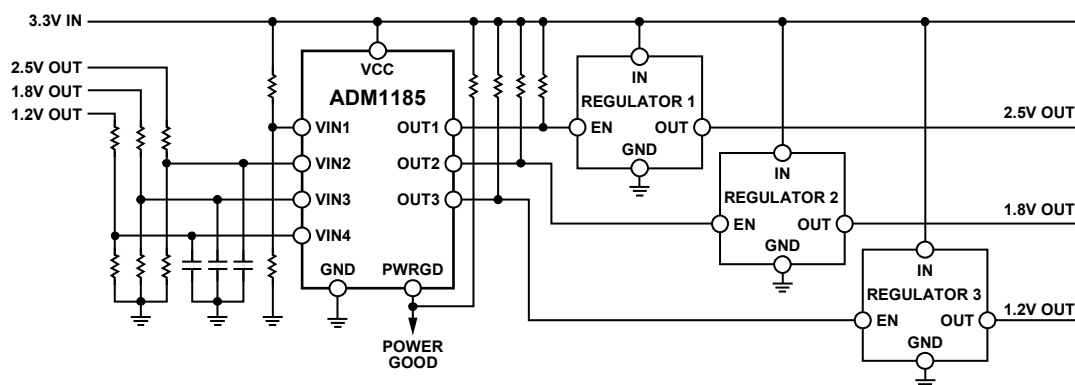 3.3V IN
2.5V OUT
1.8V OUT
1.2V OUT
VCC
ADM1185
VIN1
VIN2
VIN3
VIN4
OUT1
OUT2
OUT3
GND
PWRGD
POWER
GOOD
IN
REGULATOR 1
EN
OUT
GND
2.5V OUT
IN
REGULATOR 2
EN
OUT
GND
1.8V OUT
IN
REGULATOR 3
EN
OUT
GND
1.2V OUT